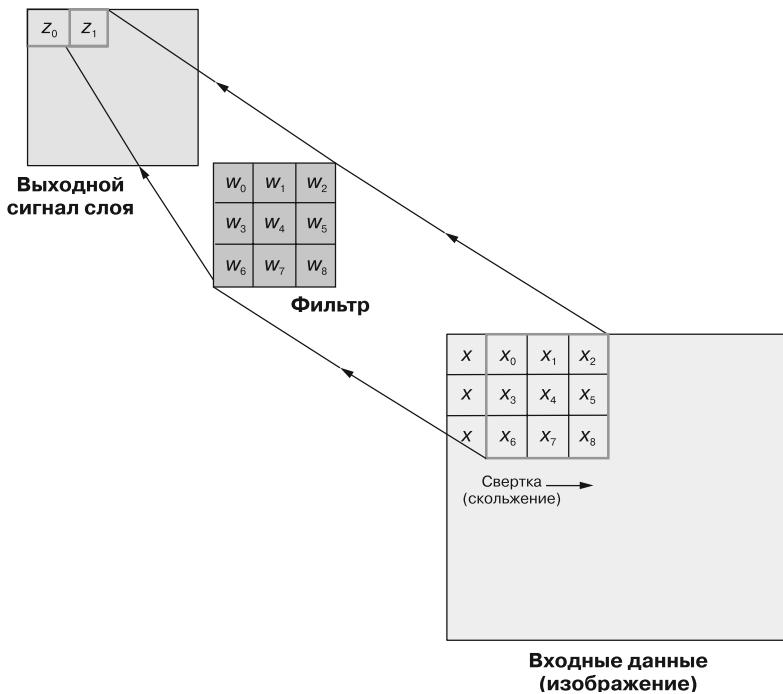 z₀ z₁
Выходной
сигнал слоя
w₀ w₁ w₂
w₃ w₄ w₅
w₆ w₇ w₈
Фильтр
x x₀ x₁ x₂
x x₃ x₄ x₅
x x₆ x₇ x₈
Свертка
(скольжение)
Входные данные
(изображение)